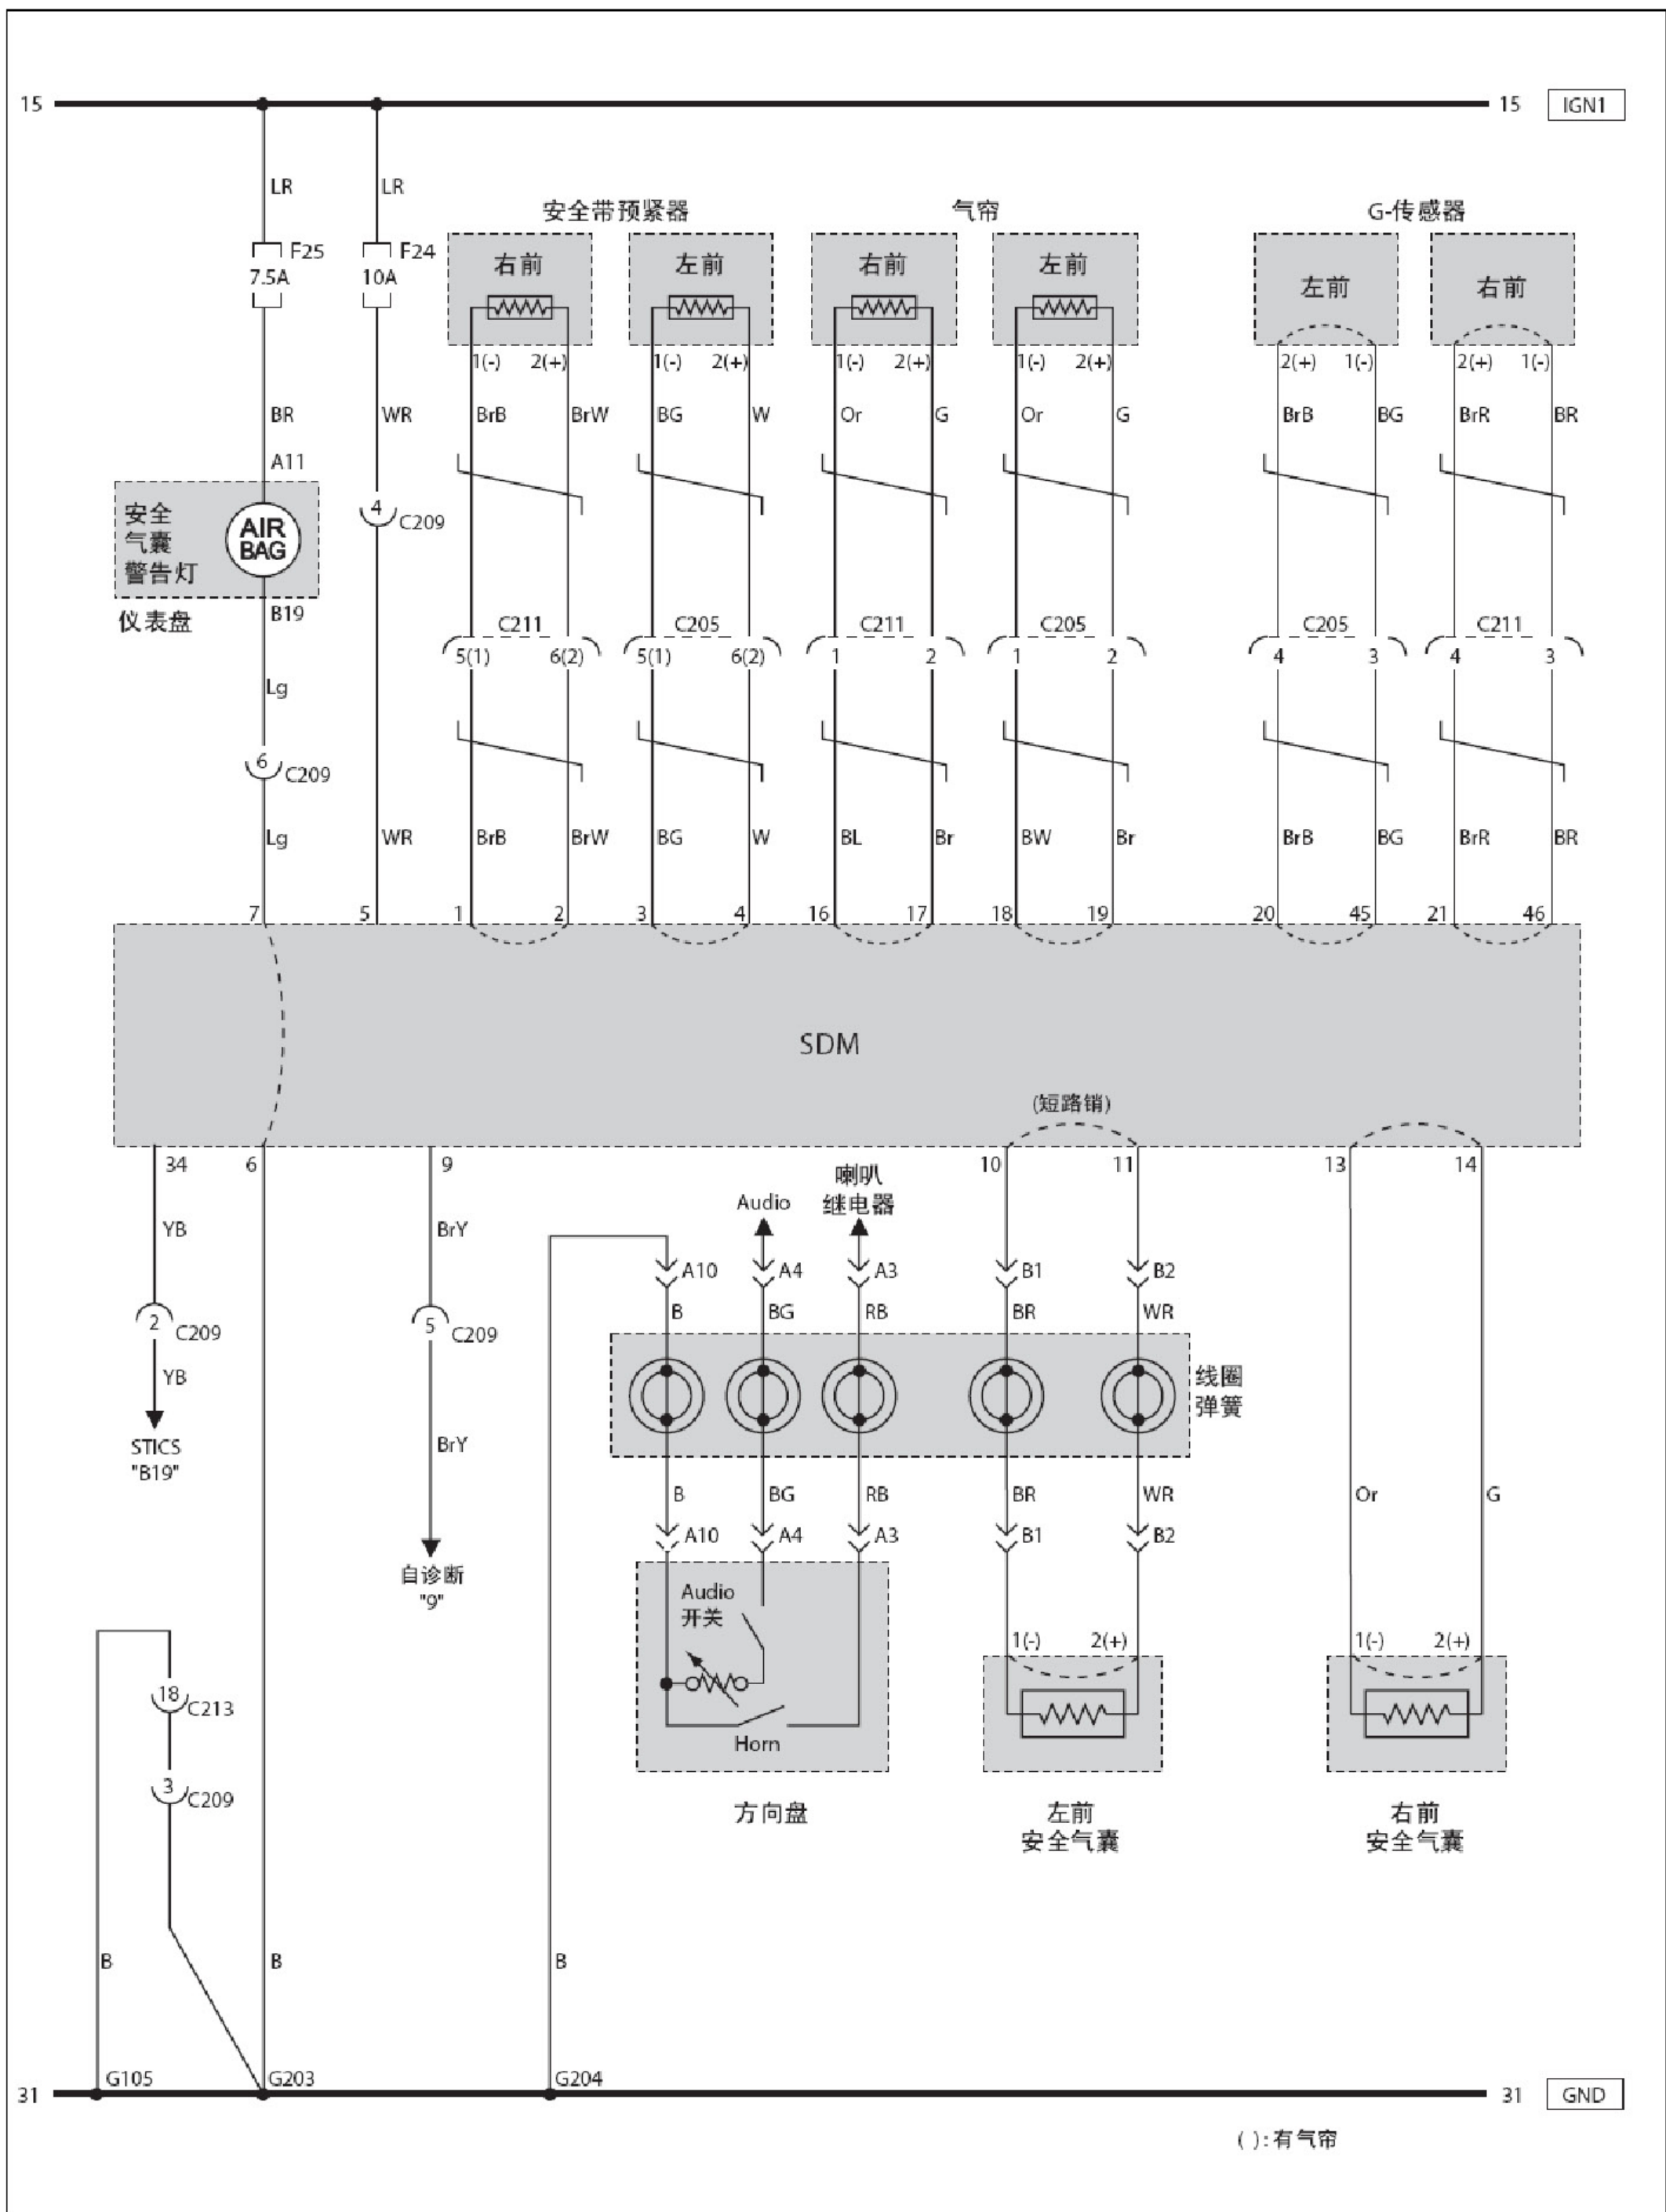 15
15 IGN1
LR LR
安全带预紧器 气帘 G-传感器
F25 F24
7.5A 10A
右前 左前 右前 左前 左前 右前
1(-) 2(+) 1(-) 2(+) 1(-) 2(+) 1(-) 2(+) 2(+) 1(-) 2(+) 1(-)
BR WR BrB BrW BG W Or G Or G BrB BG BrR BR
A11
安全
气囊
警告灯
AIR
BAG
4 C209
仪表盘
B19
C211 C205 C211 C205 C205 C211
5(1) 6(2) 5(1) 6(2) 1 2 1 2 4 3 4 3
Lg
6 C209
Lg WR BrB BrW BG W BL Br BW Br BrB BG BrR BR
7 5 1 2 3 4 16 17 18 19 20 45 21 46
SDM
(短路销)
34 6 9 10 11 13 14
喇叭
继电器
Audio
YB BrY
A10 A4 A3 B1 B2
B BG RB BR WR
2 C209
5 C209
YB
线圈
弹簧
STICS
"B19"
BrY
B BG RB BR WR Or G
A10 A4 A3 B1 B2
自诊断
"9"
Audio
开关
1(-) 2(+) 1(-) 2(+)
18 C213
Horn
3 C209
方向盘
左前
安全气囊
右前
安全气囊
B B B
G105 G203 G204
31
31 GND
( ):有气帘